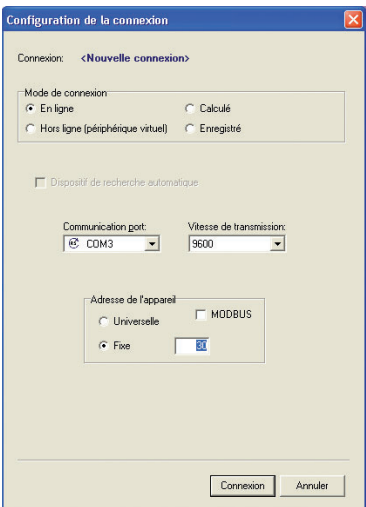 Configuration de la connexion
Connexion: <Nouvelle connexion>
Mode de connexion
En ligne Calculé
Hors ligne (périphérique virtuel) Enregistré
Dispositif de recherche automatique
Communication port: Vitesse de transmission:
COM3 9600
Adresse de l'appareil
MODBUS
Universelle
Fixe 30
Connexion Annuler